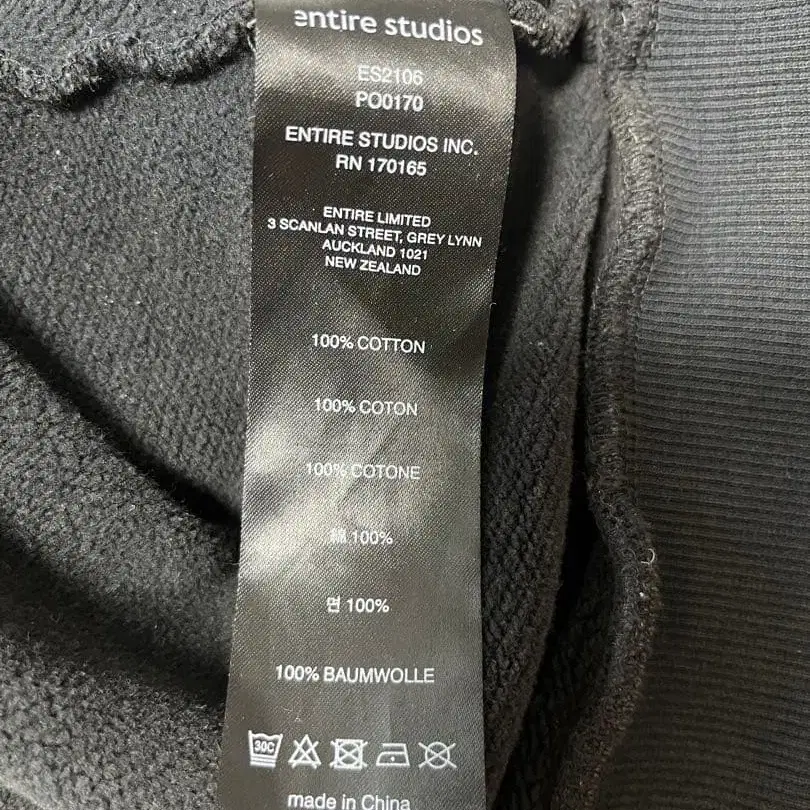 entire studios
ES2106
PO0170
ENTIRE STUDIOS INC.
RN 170165
ENTIRE LIMITED
3 SCANLAN STREET, GREY LYNN
AUCKLAND 1021
NEW ZEALAND
100% COTTON
100% COTON
100% COTONE
綿 100%
면 100%
100% BAUMWOLLE
30C
made in China